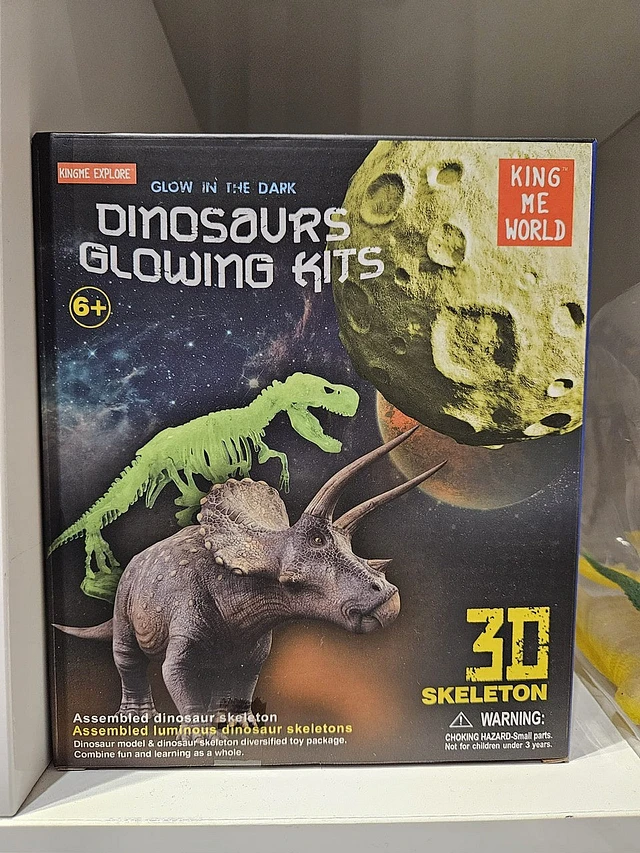 KINGME EXPLORE
GLOW IN THE DARK
DINOSAURS
GLOWING KITS
6+
KING
ME
WORLD
™
3D
SKELETON
Assembled dinosaur skeleton
Assembled luminous dinosaur skeletons
Dinosaur model & dinosaur skeleton diversified toy package.
Combine fun and learning as a whole.
WARNING:
CHOKING HAZARD-Small parts.
Not for children under 3 years.